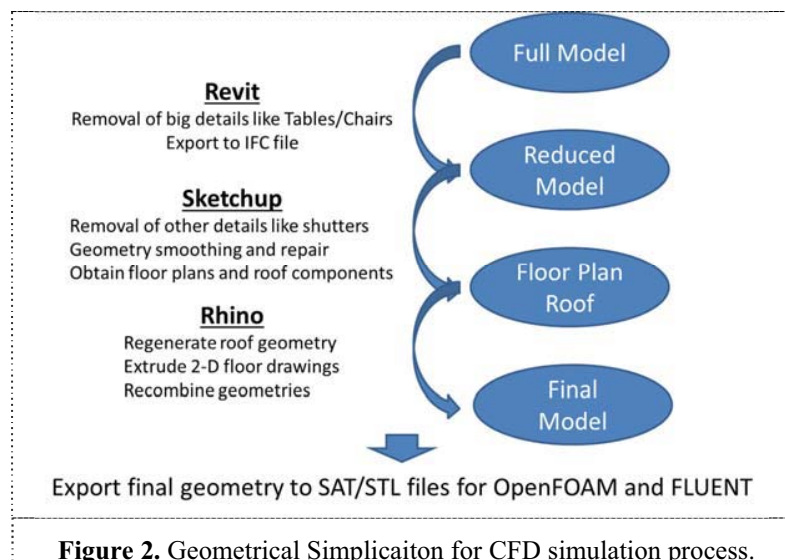 Full Model
Revit
Removal of big details like Tables/Chairs
Export to IFC file
Reduced
Model
Sketchup
Removal of other details like shutters
Geometry smoothing and repair
Obtain floor plans and roof components
Floor Plan
Roof
Rhino
Regenerate roof geometry
Extrude 2-D floor drawings
Recombine geometries
Final
Model
Export final geometry to SAT/STL files for OpenFOAM and FLUENT
Figure 2. Geometrical Simplicaiton for CFD simulation process.